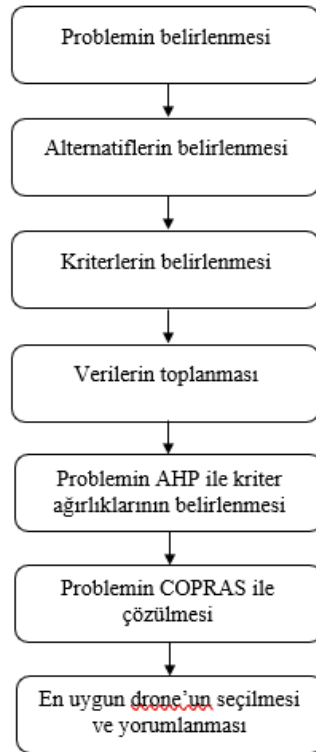 Problemin belirlenmesi
Alternatiflerin belirlenmesi
Kriterlerin belirlenmesi
Verilerin toplanması
Problemin AHP ile kriter
ağırlıklarının belirlenmesi
Problemin COPRAS ile
çözülmesi
En uygun drone’un seçilmesi
ve yorumlanması